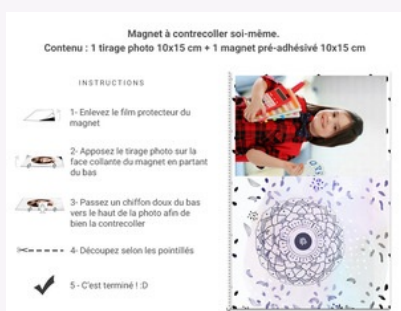 Magnet à contrecoller soi-même.
Contenu : 1 tirage photo 10x15 cm + 1 magnet pré-adhésivé 10x15 cm
INSTRUCTIONS
1- Enlevez le film protecteur du
magnet
2- Apposez le tirage photo sur la
face collante du magnet en partant
du bas
3- Passez un chiffon doux du bas
vers le haut de la photo afin de
bien la contrecoller
4- Découpez selon les pointillés
5 - C'est terminé ! :D